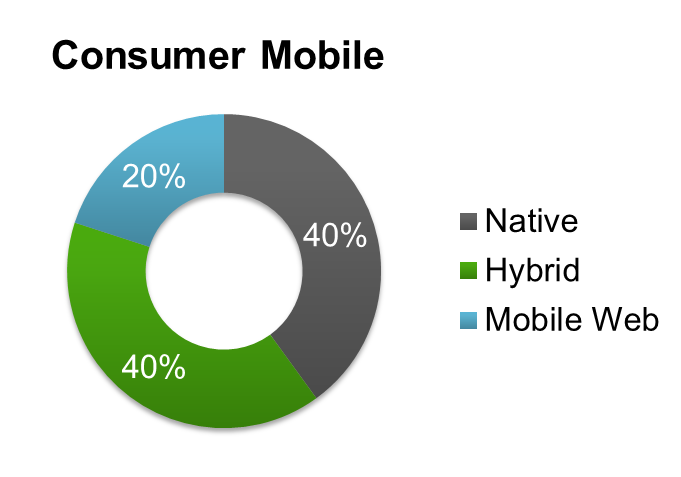 Consumer Mobile
20%
40%
40%
Native
Hybrid
Mobile Web